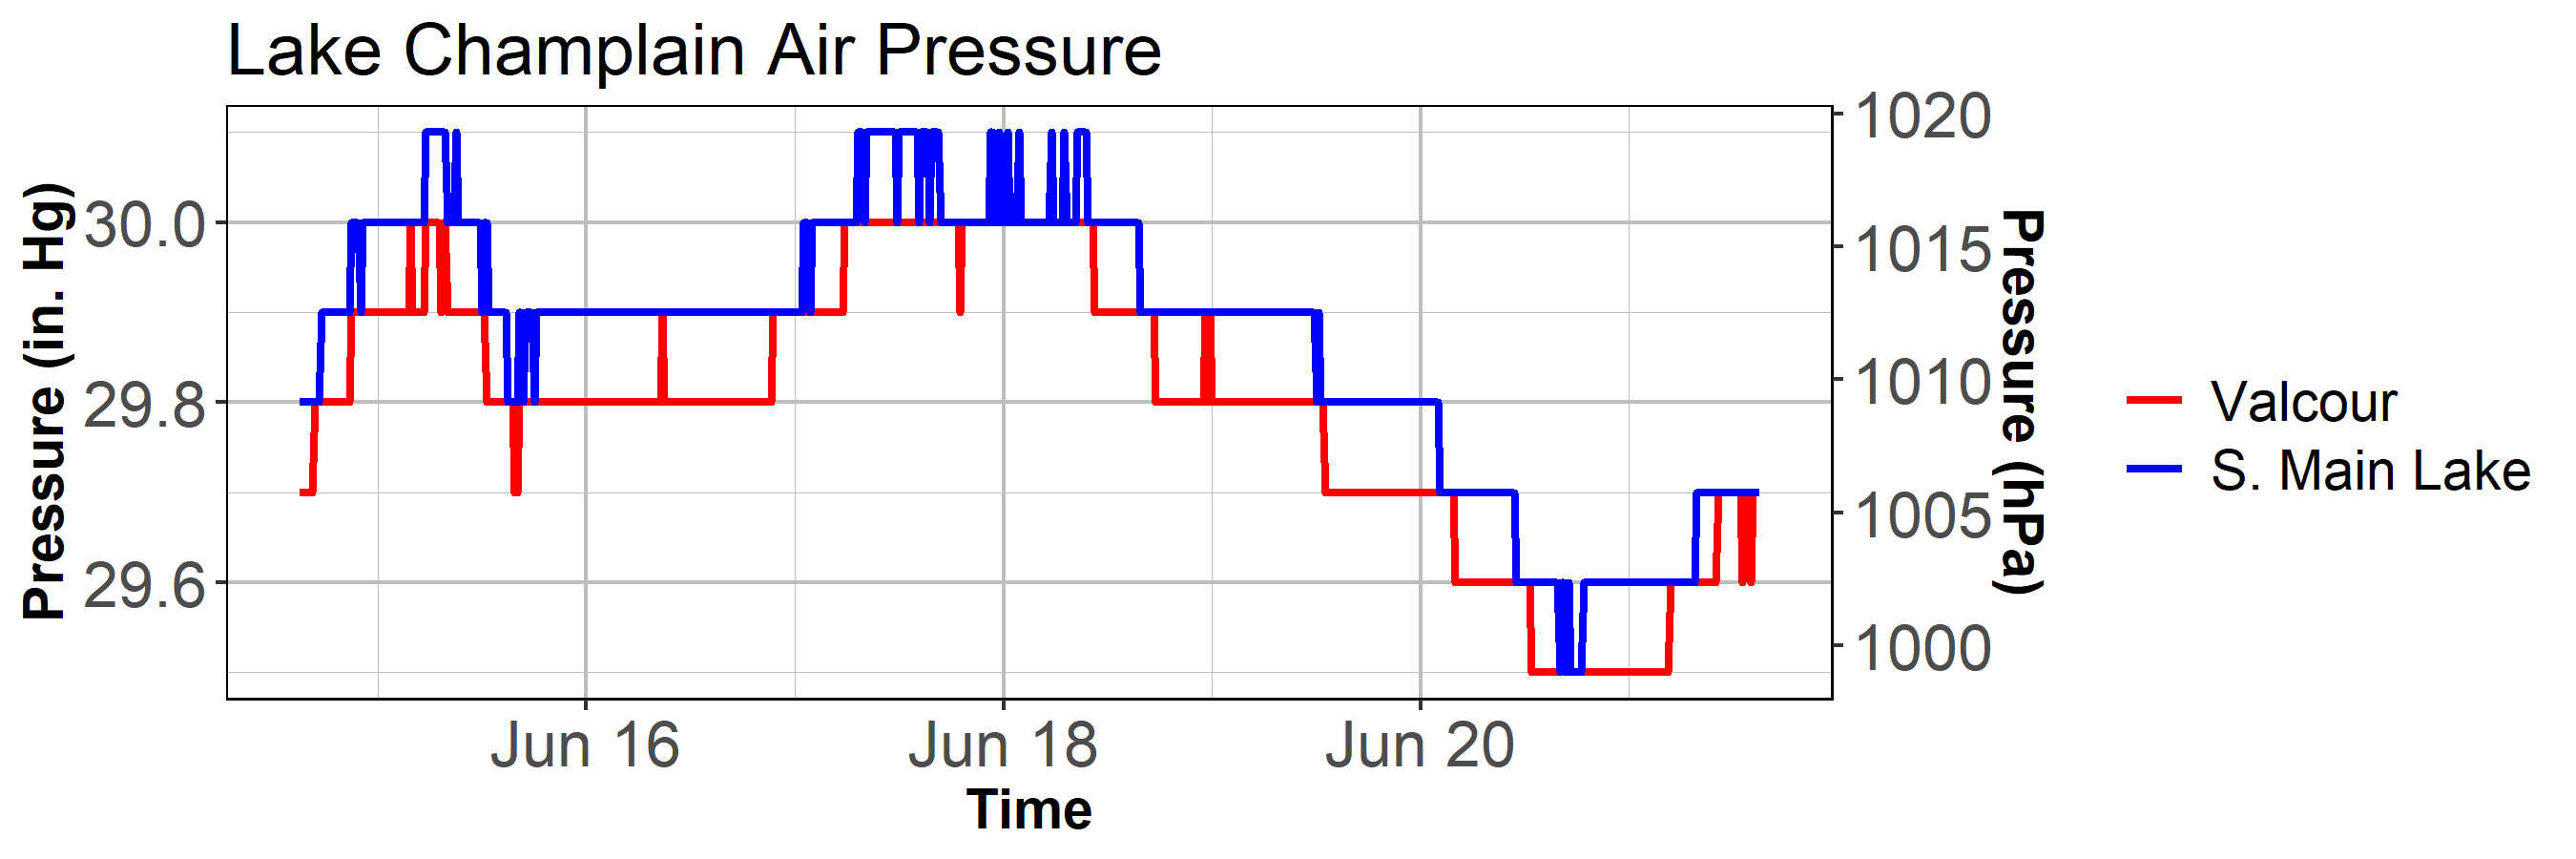 Lake Champlain Air Pressure
Pressure (in. Hg)
30.0
29.8
29.6
1020
1015
1010
1005
1000
Pressure (hPa)
Valcour
S. Main Lake
Jun 16
Jun 18
Jun 20
Time